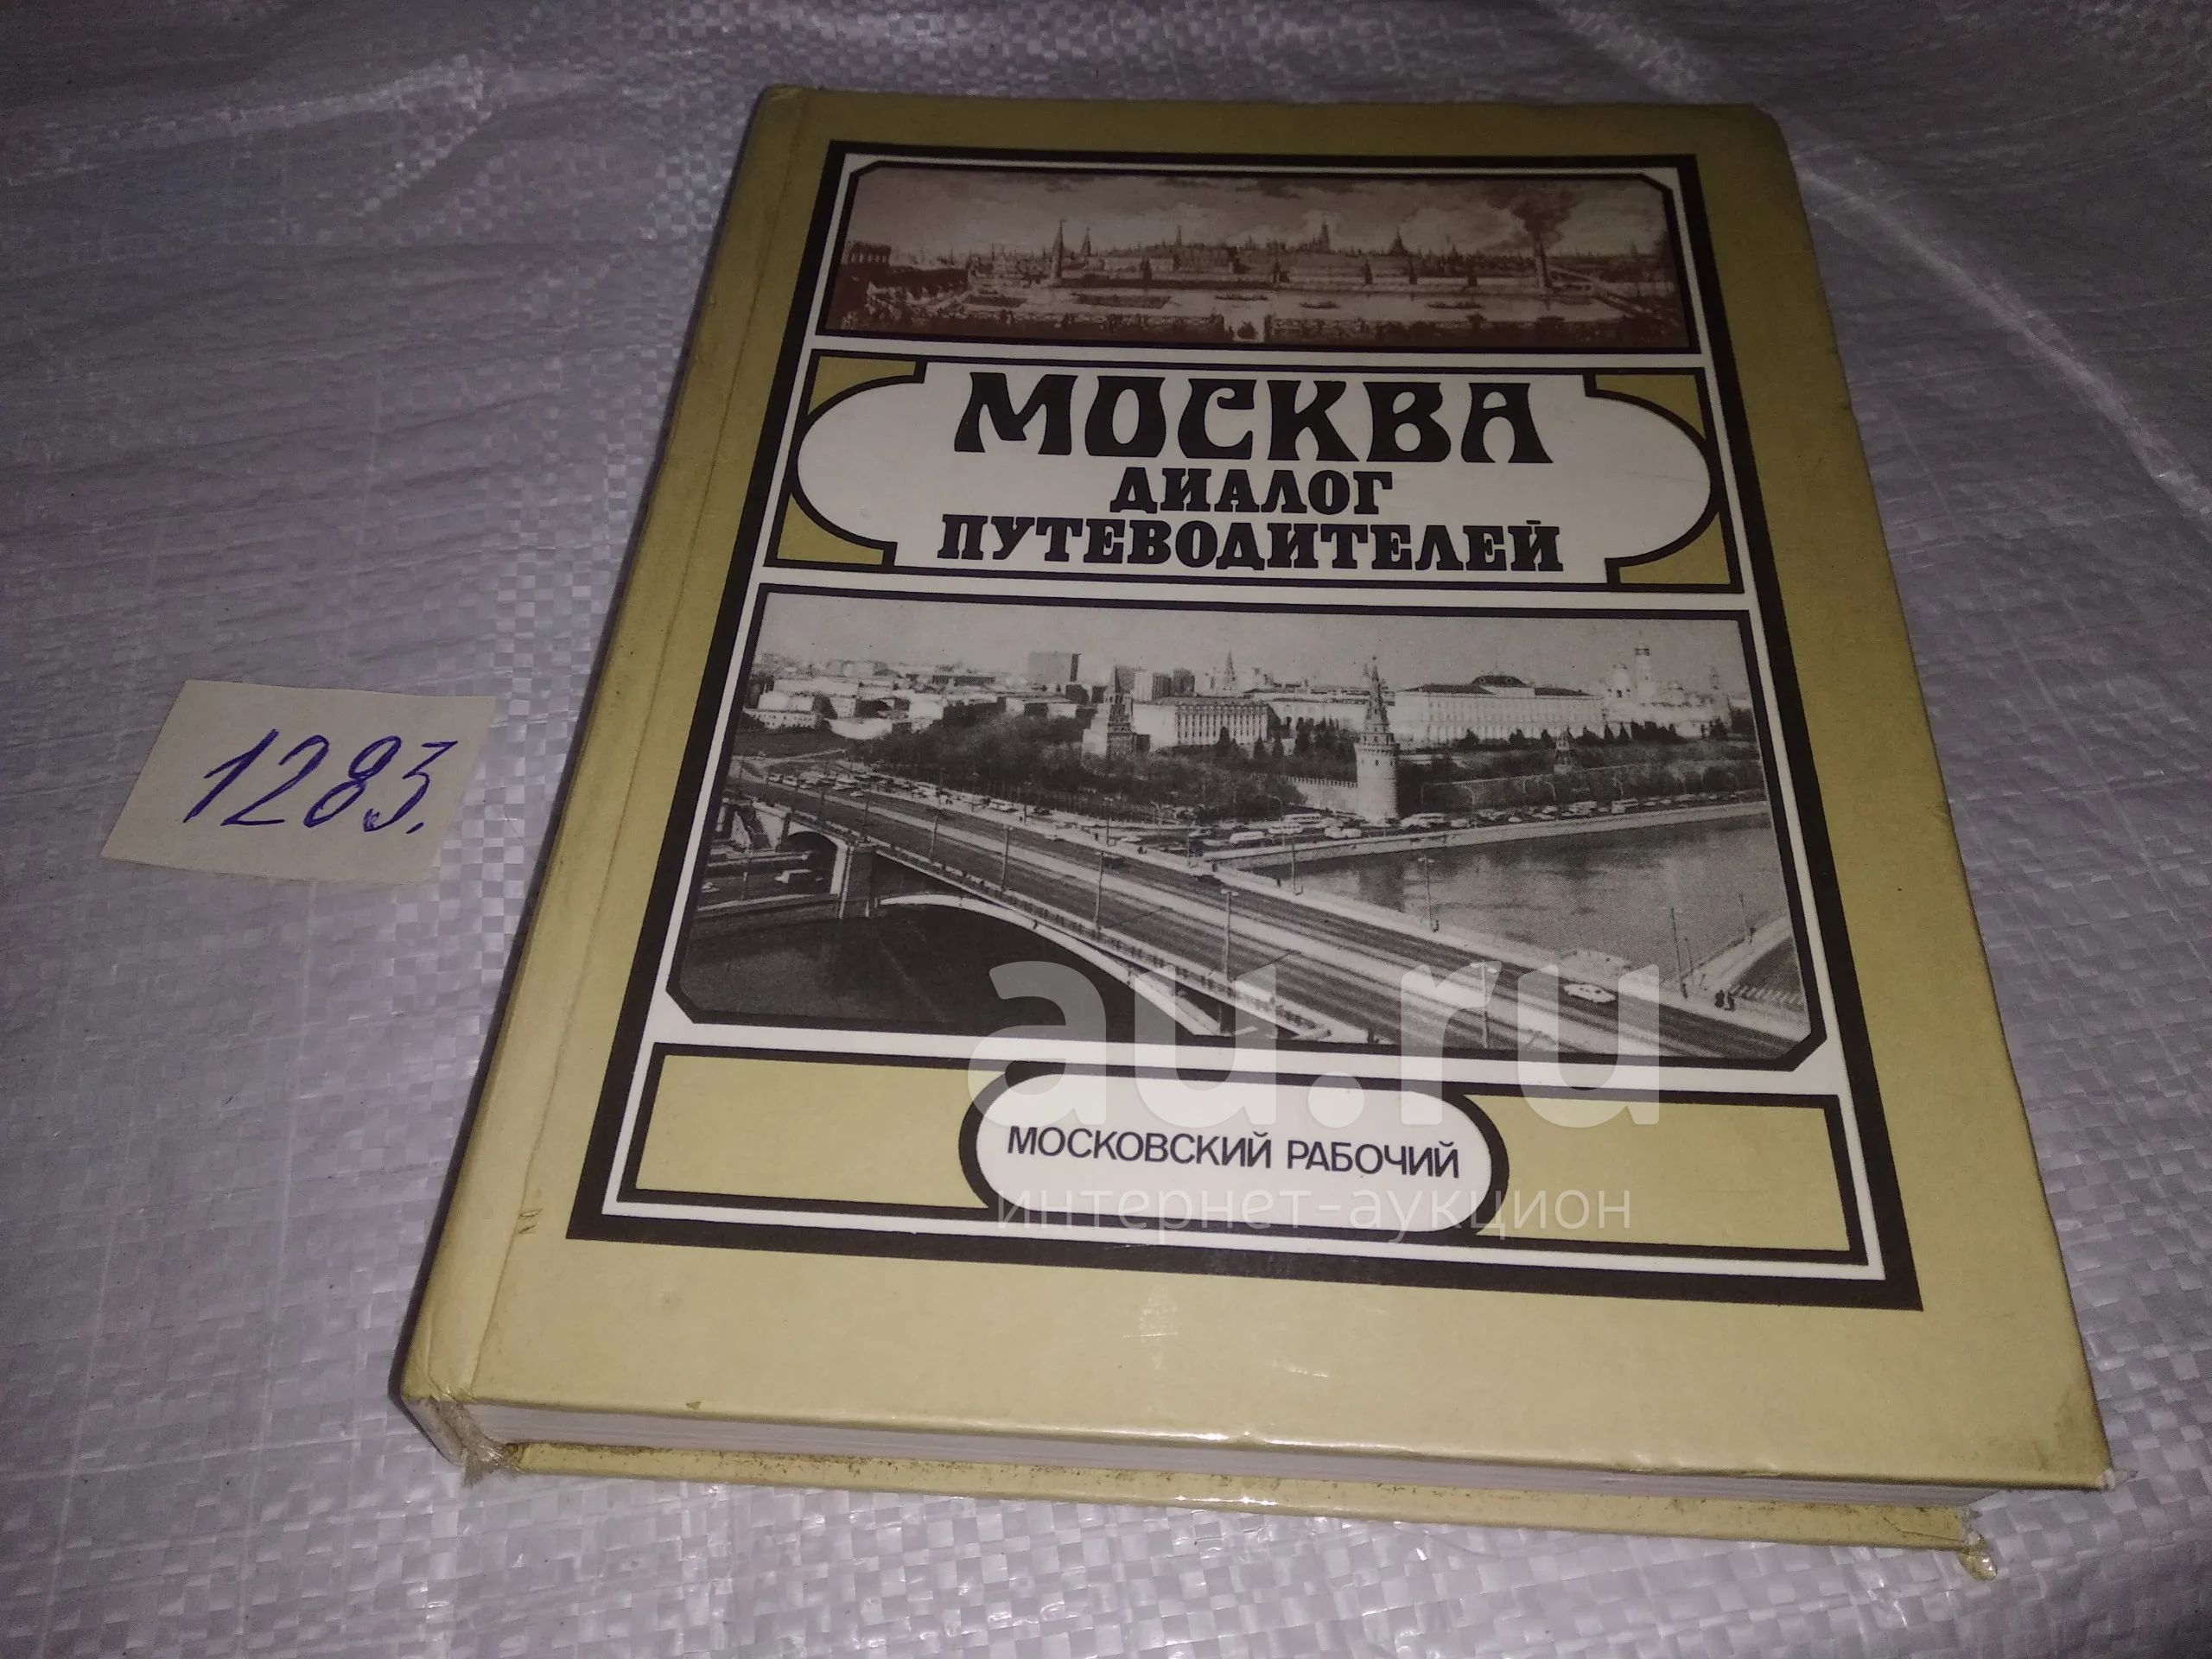 МОСКВА
ДИАЛОГ
ПУТЕВОДИТЕЛЕЙ
1283.
au.ru
МОСКОВСКИЙ РАБОЧИЙ
интернет-аукцион